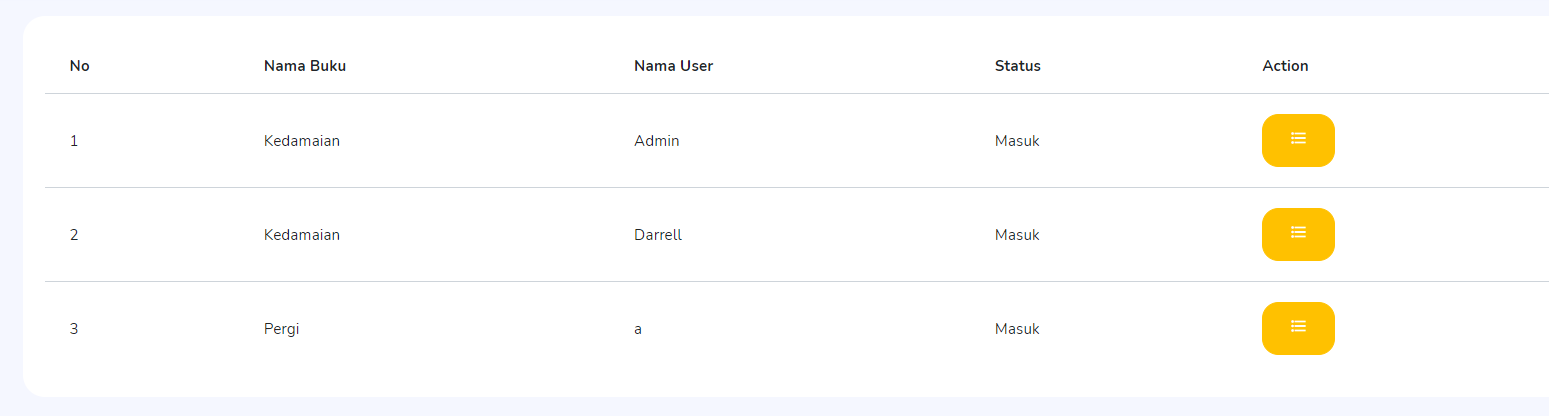 No Nama Buku Nama User Status Action
1 Kedamaian Admin Masuk
2 Kedamaian Darrell Masuk
3 Pergi a Masuk